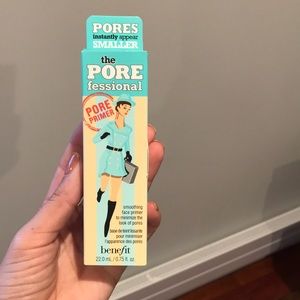 PORES
instantly appear
SMALLER
the
PORE
fessional
PORE
PRIMER
smoothing
face primer
to minimize the
look of pores
base de teint lissante
pour minimiser
l'apparence des pores
benefit
22.0 mL / 0.75 fl. oz